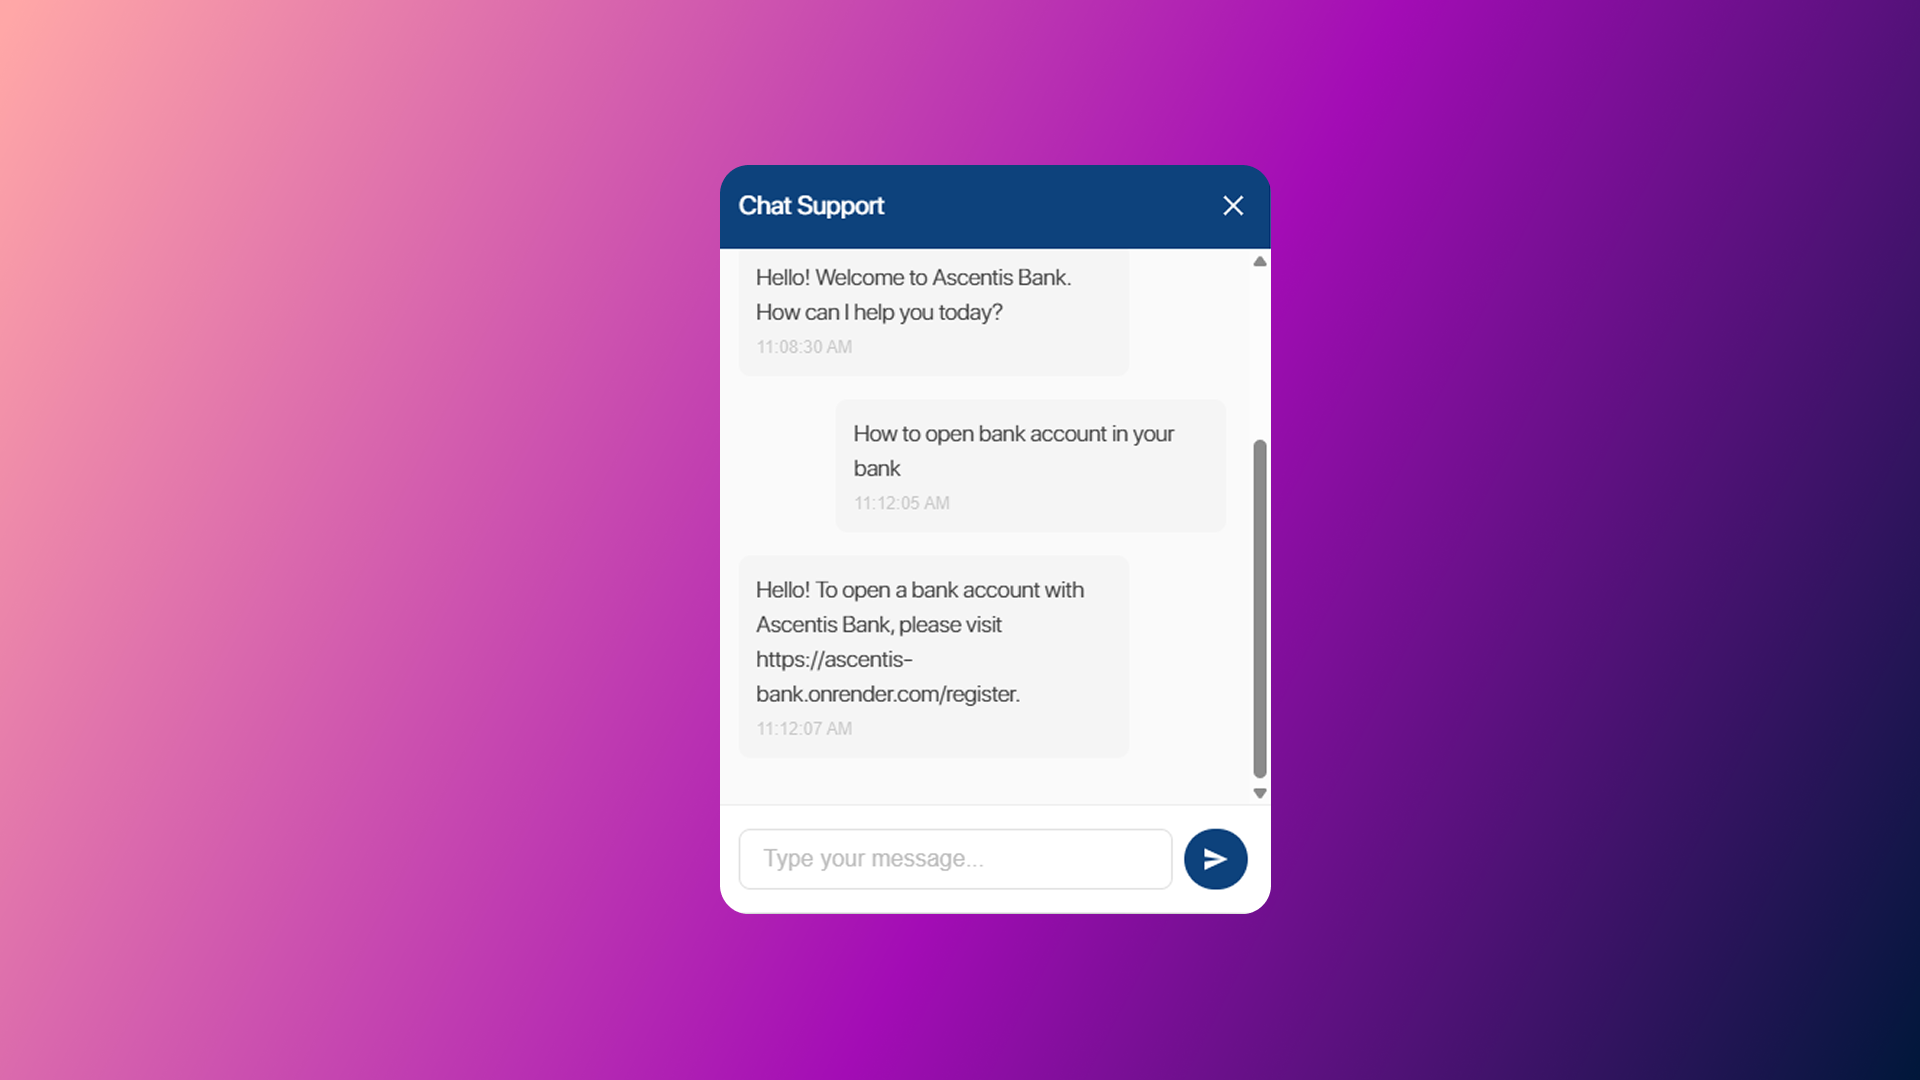 Chat Support
Hello! Welcome to Ascentis Bank.
How can I help you today?
11:08:30 AM
How to open bank account in your
bank
11:12:05 AM
Hello! To open a bank account with
Ascentis Bank, please visit
https://ascentis-
bank.onrender.com/register.
11:12:07 AM
Type your message...